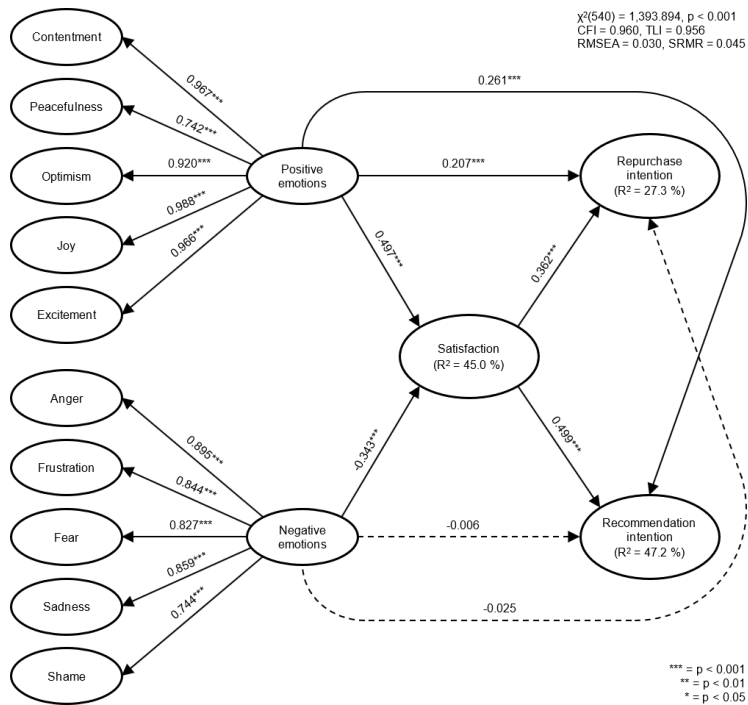 χ²(540) = 1,393.894, p < 0.001
CFI = 0.960, TLI = 0.956
RMSEA = 0.030, SRMR = 0.045
Contentment
Peacefulness
Optimism
Joy
Excitement
0.967***
0.742***
0.920***
0.988***
0.966***
Positive
emotions
0.261***
0.207***
Repurchase
intention
(R² = 27.3 %)
0.497***
0.362***
Satisfaction
(R² = 45.0 %)
-0.343***
0.499***
Anger
Frustration
Fear
Sadness
Shame
0.895***
0.844***
0.827***
0.859***
0.744***
Negative
emotions
-0.006
-0.025
Recommendation
intention
(R² = 47.2 %)
*** = p < 0.001
** = p < 0.01
* = p < 0.05